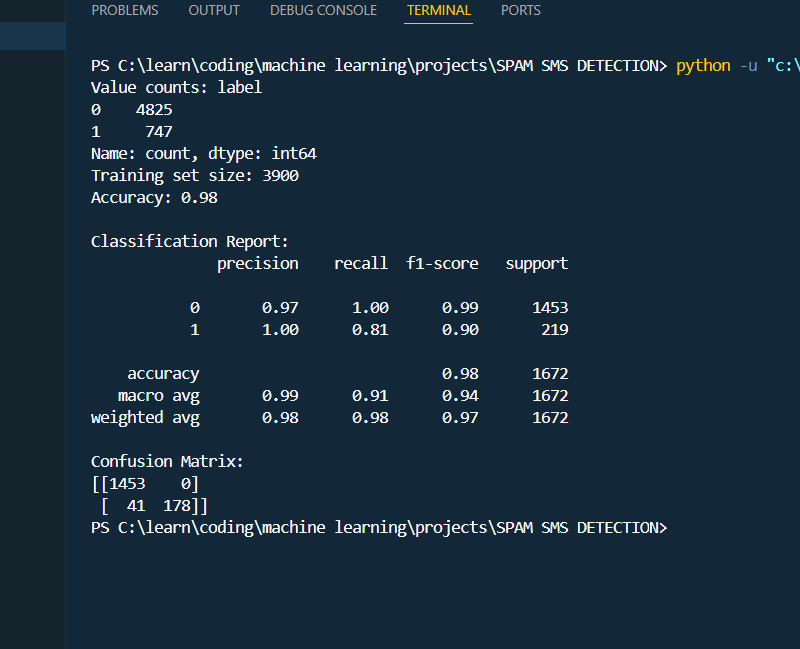 PROBLEMS OUTPUT DEBUG CONSOLE TERMINAL PORTS
PS C:\learn\coding\machine learning\projects\SPAM SMS DETECTION> python -u "c:\
Value counts: label
0    4825
1     747
Name: count, dtype: int64
Training set size: 3900
Accuracy: 0.98
Classification Report:
              precision    recall  f1-score   support
           0       0.97      1.00      0.99      1453
           1       1.00      0.81      0.90       219
    accuracy                           0.98      1672
   macro avg       0.99      0.91      0.94      1672
weighted avg       0.98      0.98      0.97      1672
Confusion Matrix:
[[1453    0]
 [  41  178]]
PS C:\learn\coding\machine learning\projects\SPAM SMS DETECTION>